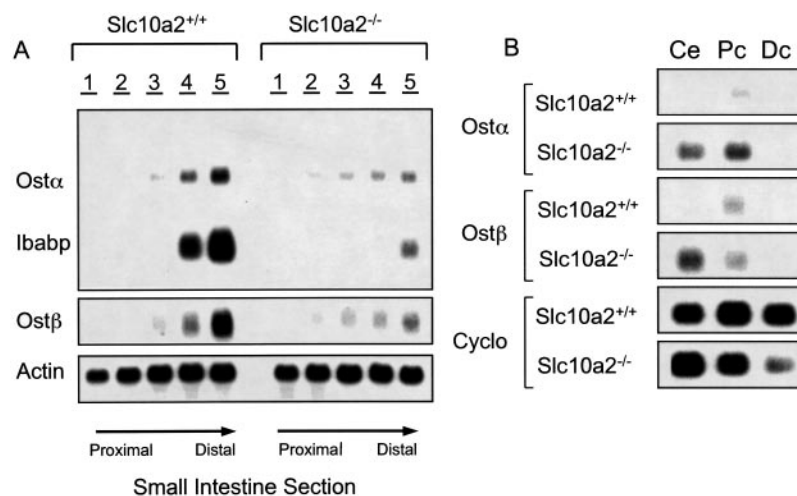 Slc10a2+/+ Slc10a2-/-
A
1 2 3 4 5 1 2 3 4 5
Ostα
Ibabp
Ostβ
Actin
Proximal Distal Proximal Distal
Small Intestine Section
B
Ce Pc Dc
Ostα
Slc10a2+/+
Slc10a2-/-
Ostβ
Slc10a2+/+
Slc10a2-/-
Cyclo
Slc10a2+/+
Slc10a2-/-